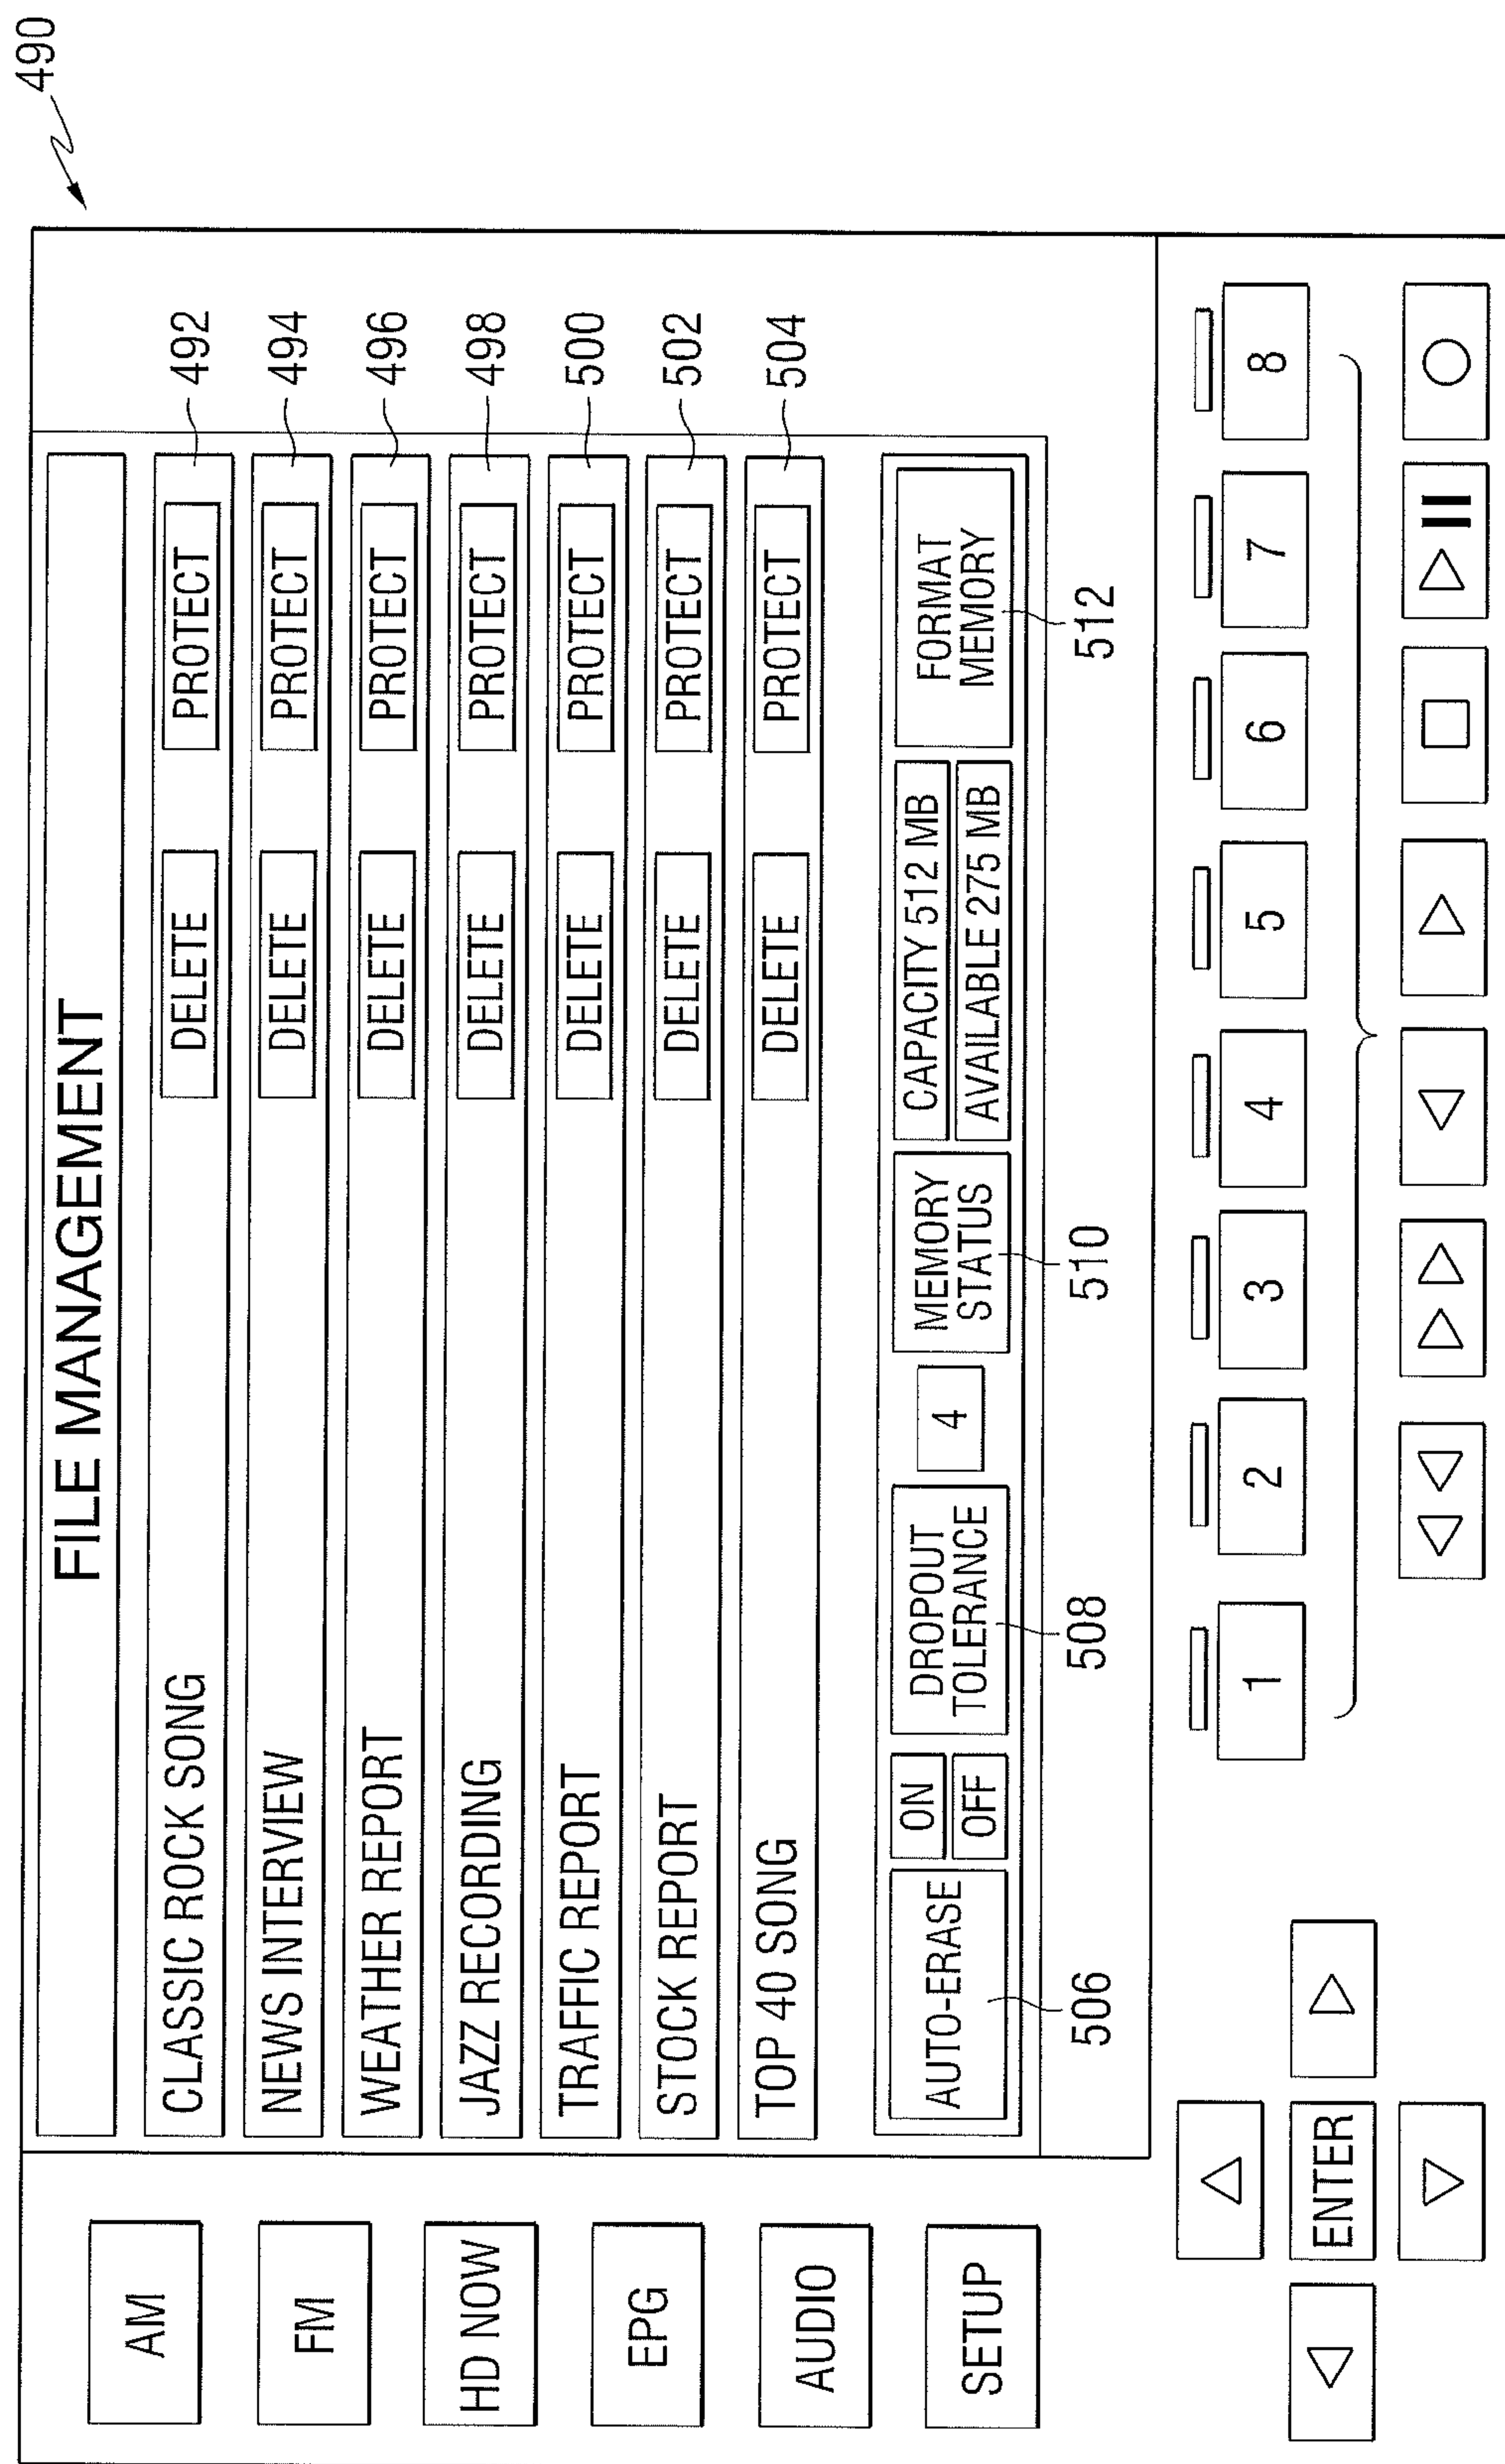 490
FILE MANAGEMENT
CLASSIC ROCK SONG DELETE PROTECT 492
NEWS INTERVIEW DELETE PROTECT 494
WEATHER REPORT DELETE PROTECT 496
JAZZ RECORDING DELETE PROTECT 498
TRAFFIC REPORT DELETE PROTECT 500
STOCK REPORT DELETE PROTECT 502
TOP 40 SONG DELETE PROTECT 504
AUTO-ERASE
ON
OFF
DROPOUT
TOLERANCE
4
MEMORY
STATUS
CAPACITY 512 MB
AVAILABLE 275 MB
FORMAT
MEMORY
506 508 510 512
AM
FM
HD NOW
EPG
AUDIO
SETUP
ENTER
1 2 3 4 5 6 7 8